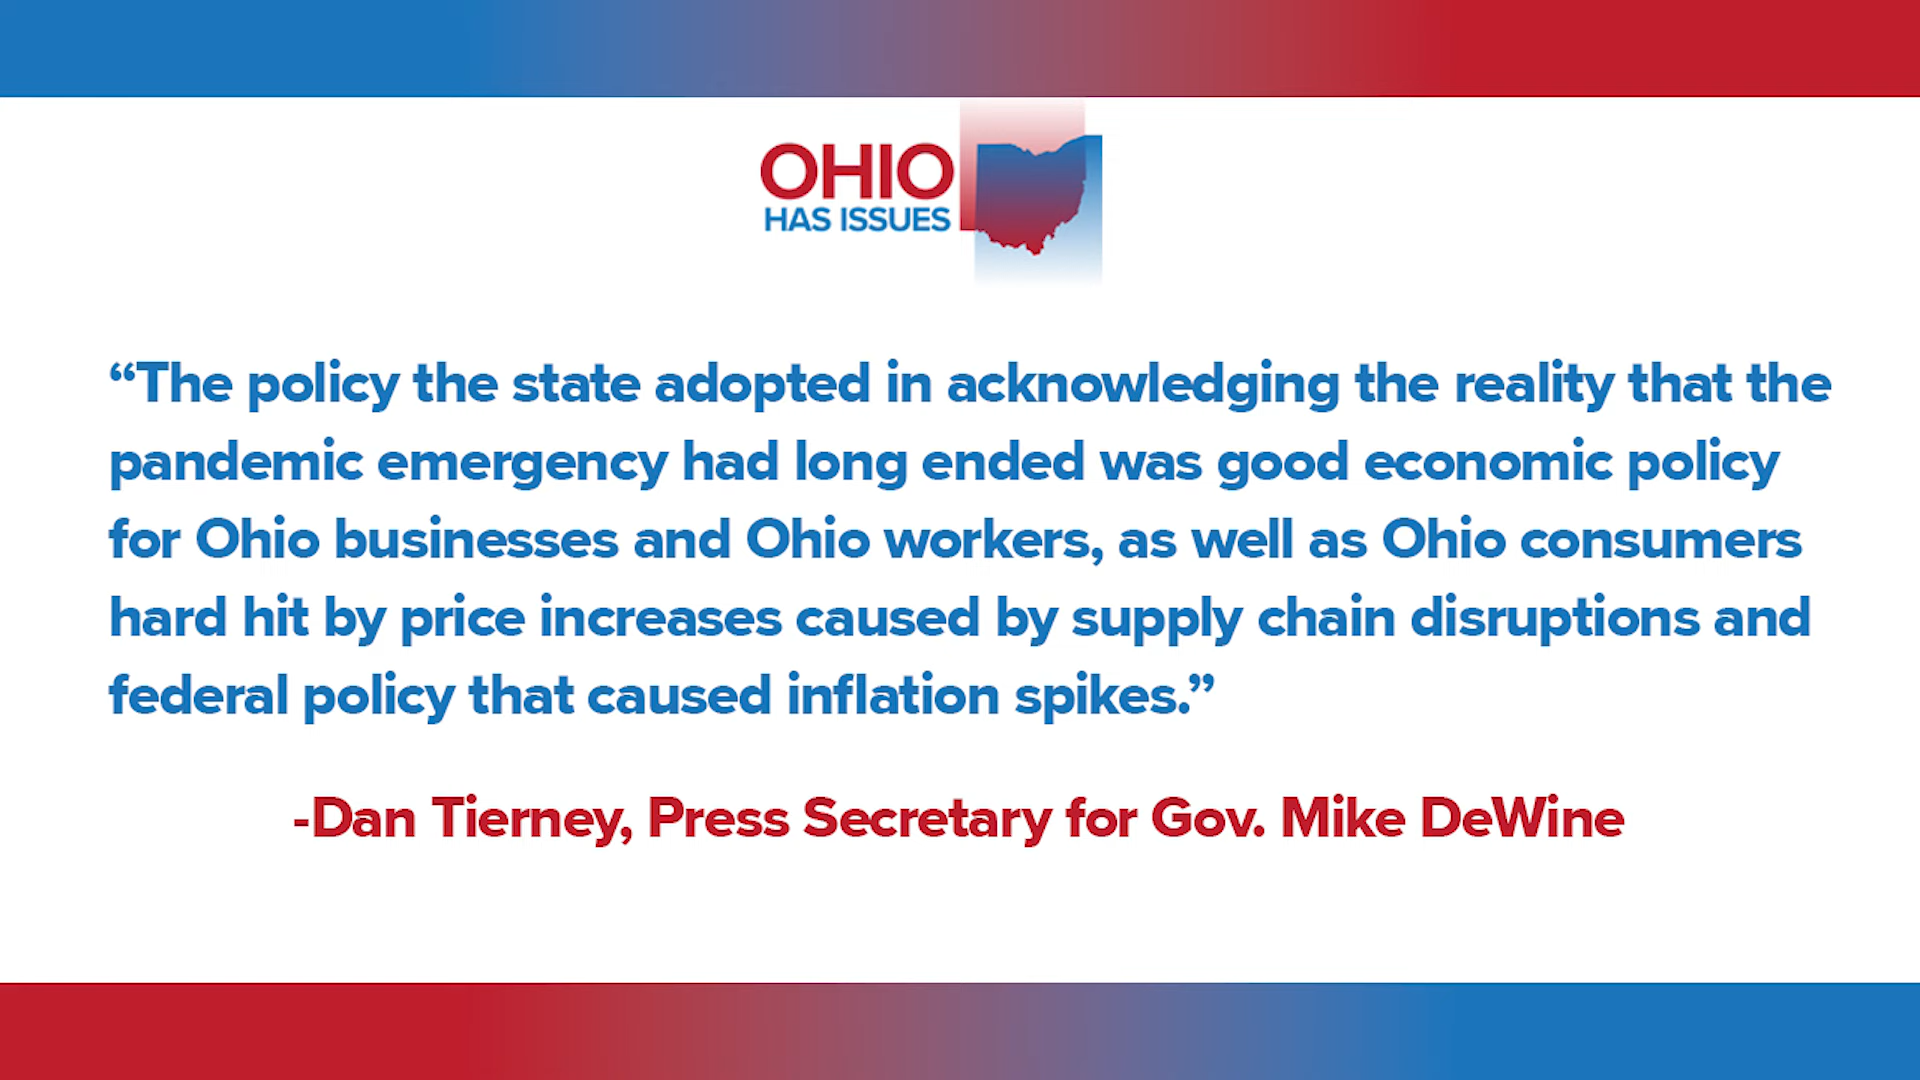 OHIO
HAS ISSUES
“The policy the state adopted in acknowledging the reality that the
pandemic emergency had long ended was good economic policy
for Ohio businesses and Ohio workers, as well as Ohio consumers
hard hit by price increases caused by supply chain disruptions and
federal policy that caused inflation spikes.”
-Dan Tierney, Press Secretary for Gov. Mike DeWine